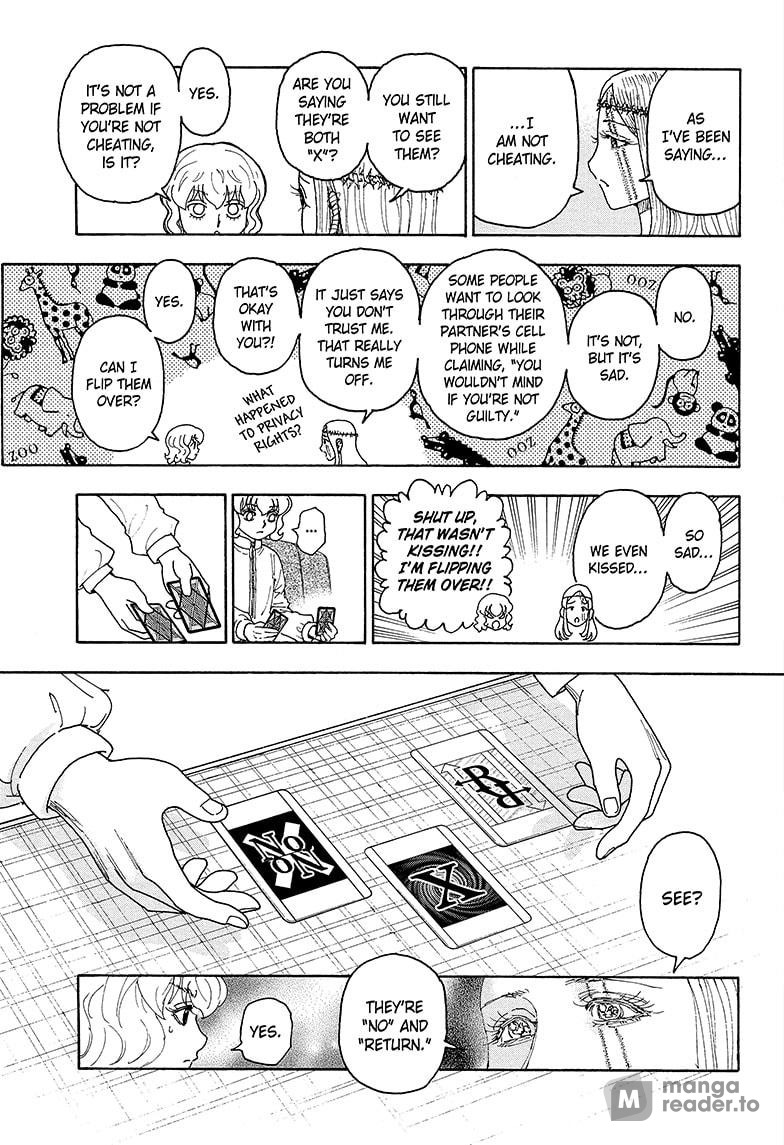 AS
I'VE BEEN
SAYING...
...I
AM NOT
CHEATING.
YOU STILL
WANT
TO SEE
THEM?
ARE YOU
SAYING
THEY'RE
BOTH
"X"?
YES.
IT'S NOT A
PROBLEM IF
YOU'RE NOT
CHEATING,
IS IT?
NO.
IT'S NOT,
BUT IT'S
SAD.
SOME PEOPLE
WANT TO LOOK
THROUGH THEIR
PARTNER'S CELL
PHONE WHILE
CLAIMING, "YOU
WOULDN'T MIND
IF YOU'RE NOT
GUILTY."
IT JUST SAYS
YOU DON'T
TRUST ME.
THAT REALLY
TURNS ME
OFF.
THAT'S
OKAY
WITH
YOU?!
WHAT
HAPPENED
TO PRIVACY
RIGHTS?
YES.
CAN I
FLIP THEM
OVER?
ZOO
ZOO
ZOO
SO
SAD...
WE EVEN
KISSED...
SHUT UP,
THAT WASN'T
KISSING!!
I'M FLIPPING
THEM OVER!!
...
R
R
NO
NO
X
SEE?
THEY'RE
"NO" AND
"RETURN."
YES.
M manga
reader.to